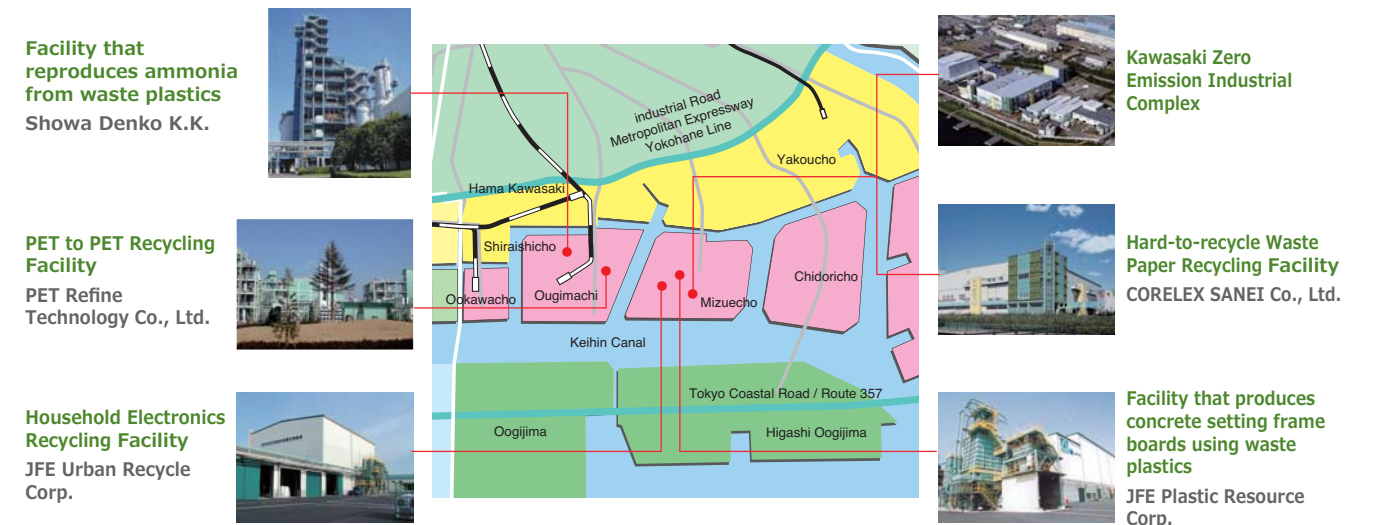 Facility that
reproduces ammonia
from waste plastics
Showa Denko K.K.
PET to PET Recycling
Facility
PET Refine
Technology Co., Ltd.
Household Electronics
Recycling Facility
JFE Urban Recycle
Corp.
industrial Road
Metropolitan Expressway
Yokohane Line
Yakoucho
Hama Kawasaki
Shiraishicho
Ookawacho
Ougimachi
Mizuecho
Chidoricho
Keihin Canal
Tokyo Coastal Road / Route 357
Oogijima
Higashi Oogijima
Kawasaki Zero
Emission Industrial
Complex
Hard-to-recycle Waste
Paper Recycling Facility
CORELEX SANEI Co., Ltd.
Facility that produces
concrete setting frame
boards using waste
plastics
JFE Plastic Resource
Corp.